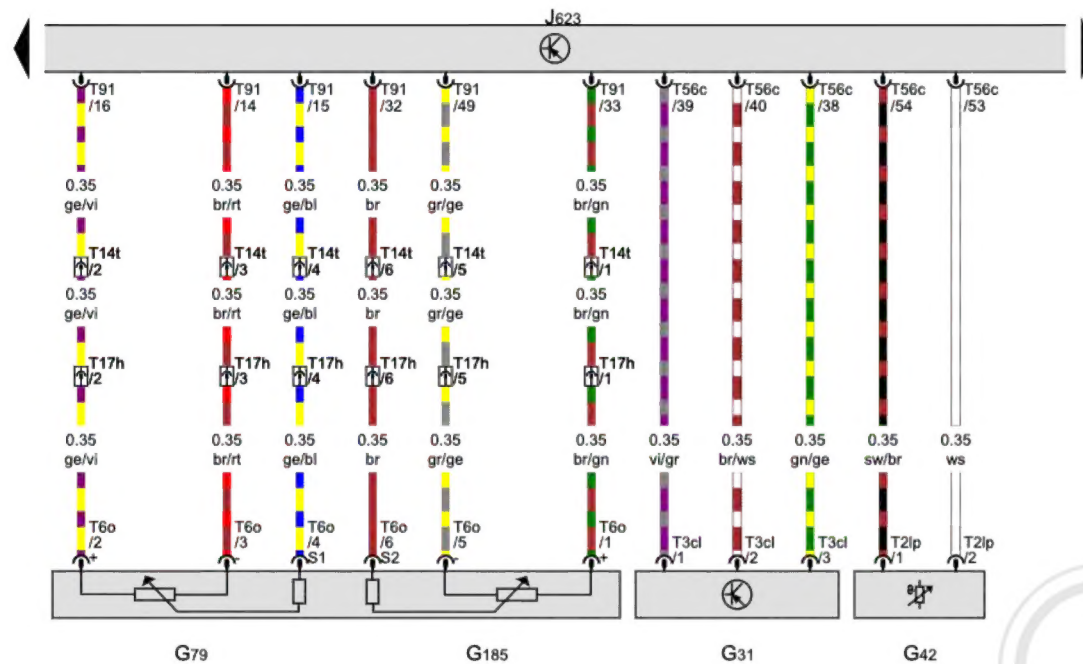 J623
T91 T91 T91 T91 T91 T91 T56c T56c T56c T56c T56c
/16 /14 /15 /32 /49 /33 /39 /40 /38 /54 /53
0.35 0.35 0.35 0.35 0.35 0.35
ge/vi br/rt ge/bl br gr/ge br/gn
T14t T14t T14t T14t T14t T14t
/2 /3 /4 /6 /5 /1
0.35 0.35 0.35 0.35 0.35 0.35
ge/vi br/rt ge/bl br gr/ge br/gn
T17h T17h T17h T17h T17h T17h
/2 /3 /4 /6 /5 /1
0.35 0.35 0.35 0.35 0.35 0.35 0.35 0.35 0.35 0.35 0.35
ge/vi br/rt ge/bl br gr/ge br/gn vi/gr br/ws gn/ge sw/br ws
T6o T6o T6o T6o T6o T6o T3cl T3cl T3cl T2lp T2lp
/2 /3 /4 /6 /5 /1 /1 /2 /3 /1 /2
+ - S1 S2 - +
G79 G185 G31 G42